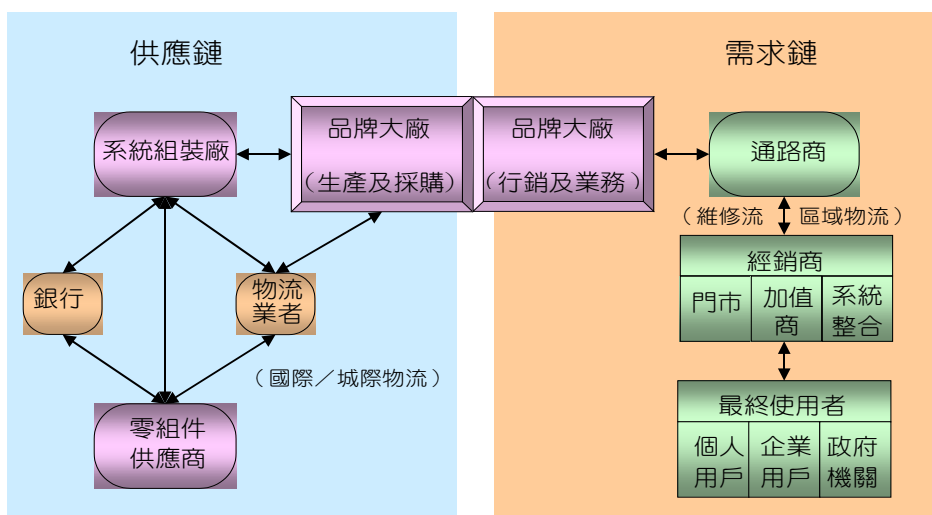 供應鏈
需求鏈
系統組裝廠
品牌大廠
（生產及採購）
品牌大廠
（行銷及業務）
通路商
（維修流
區域物流）
銀行
物流
業者
經銷商
門市
加值
商
系統
整合
（國際／城際物流）
零組件
供應商
最終使用者
個人
用戶
企業
用戶
政府
機關